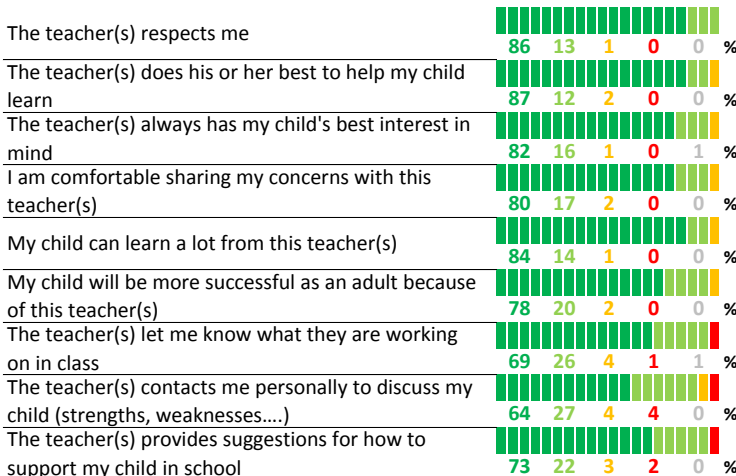 The teacher(s) respects me
86 13 1 0 0 %
The teacher(s) does his or her best to help my child
learn
87 12 2 0 0 %
The teacher(s) always has my child's best interest in
mind
82 16 1 0 1 %
I am comfortable sharing my concerns with this
teacher(s)
80 17 2 0 0 %
My child can learn a lot from this teacher(s)
84 14 1 0 0 %
My child will be more successful as an adult because
of this teacher(s)
78 20 2 0 0 %
The teacher(s) let me know what they are working
on in class
69 26 4 1 1 %
The teacher(s) contacts me personally to discuss my
child (strengths, weaknesses....)
64 27 4 4 0 %
The teacher(s) provides suggestions for how to
support my child in school
73 22 3 2 0 %